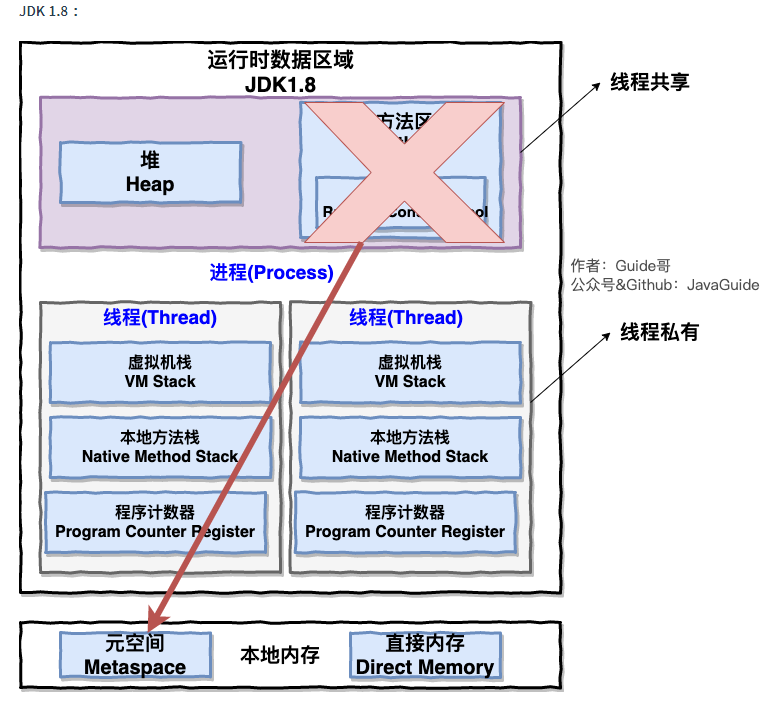 JDK 1.8：
运行时数据区域
JDK1.8
线程共享
堆
Heap
方法区
进程(Process)
作者：Guide哥
公众号&Github：JavaGuide
线程(Thread)
线程(Thread)
线程私有
虚拟机栈
VM Stack
虚拟机栈
VM Stack
本地方法栈
Native Method Stack
本地方法栈
Native Method Stack
程序计数器
Program Counter Register
程序计数器
Program Counter Register
元空间
Metaspace
本地内存
直接内存
Direct Memory